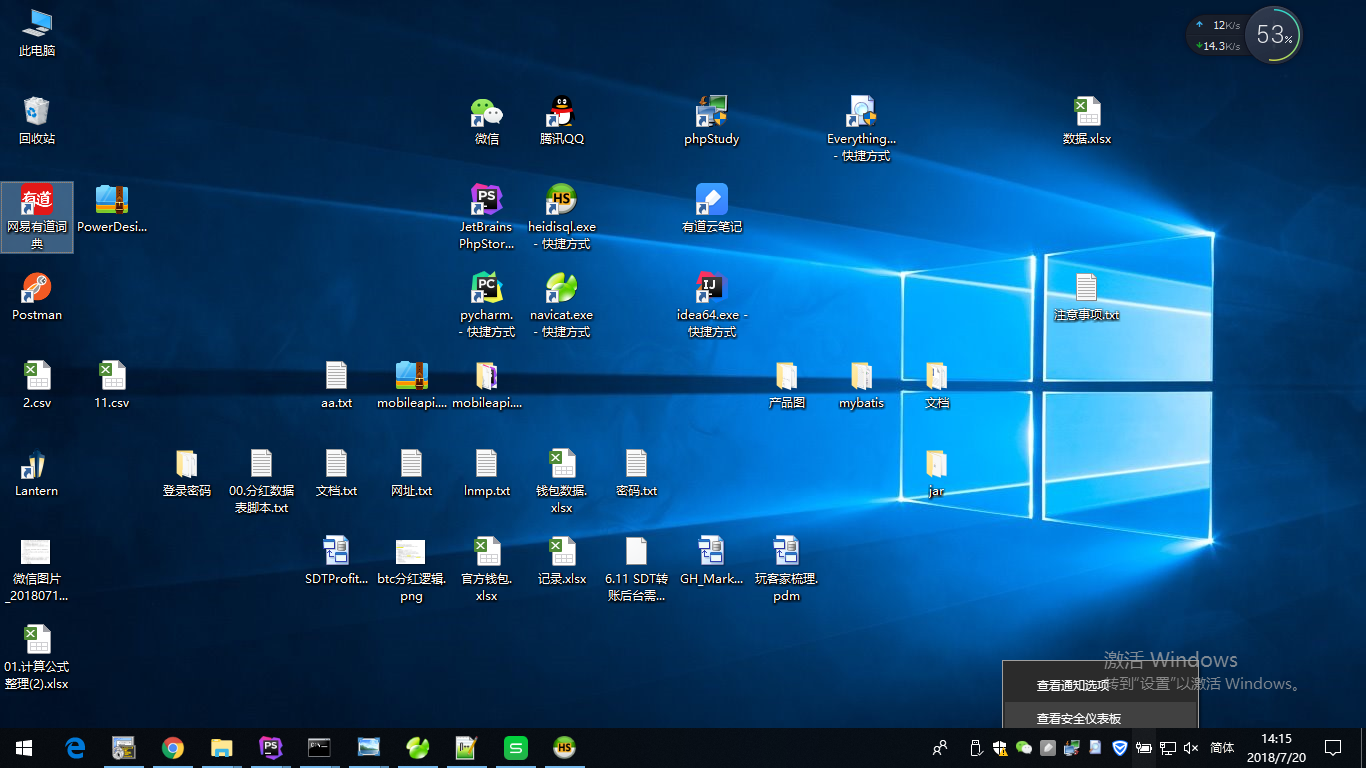 此电脑
12K/s
14.3K/s
53%
回收站
微信
腾讯QQ
phpStudy
Everything...
- 快捷方式
数据.xlsx
有道
网易有道词
典
PowerDesi...
PS
JetBrains
PhpStor...
HS
heidisql.exe
- 快捷方式
有道云笔记
Postman
PC
pycharm.
- 快捷方式
navicat.exe
- 快捷方式
IJ
idea64.exe -
快捷方式
注意事项.txt
2.csv
11.csv
aa.txt
mobileapi....
mobileapi....
产品图
mybatis
文档
Lantern
登录密码
00.分红数据
表脚本.txt
文档.txt
网址.txt
lnmp.txt
钱包数据.
xlsx
密码.txt
jar
微信图片
_2018071...
SDTProfit...
btc分红逻辑.
png
官方钱包.
xlsx
记录.xlsx
6.11 SDT转
账后台需...
GH_Mark...
玩客家梳理.
pdm
01.计算公式
整理(2).xlsx
激活 Windows
转到"设置"以激活 Windows。
查看通知选项
查看安全仪表板
PS
S
HS
简体
14:15
2018/7/20